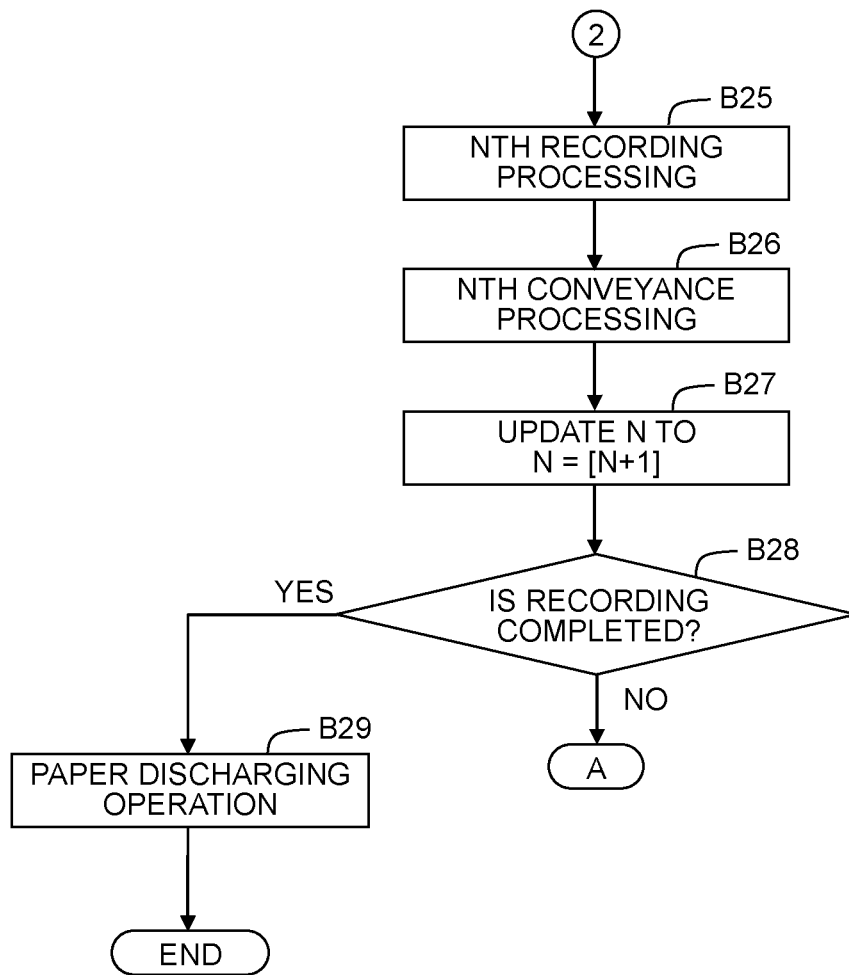 2
B25
NTH RECORDING
PROCESSING
B26
NTH CONVEYANCE
PROCESSING
B27
UPDATE N TO
N = [N+1]
B28
YES
IS RECORDING
COMPLETED?
NO
B29
A
PAPER DISCHARGING
OPERATION
END